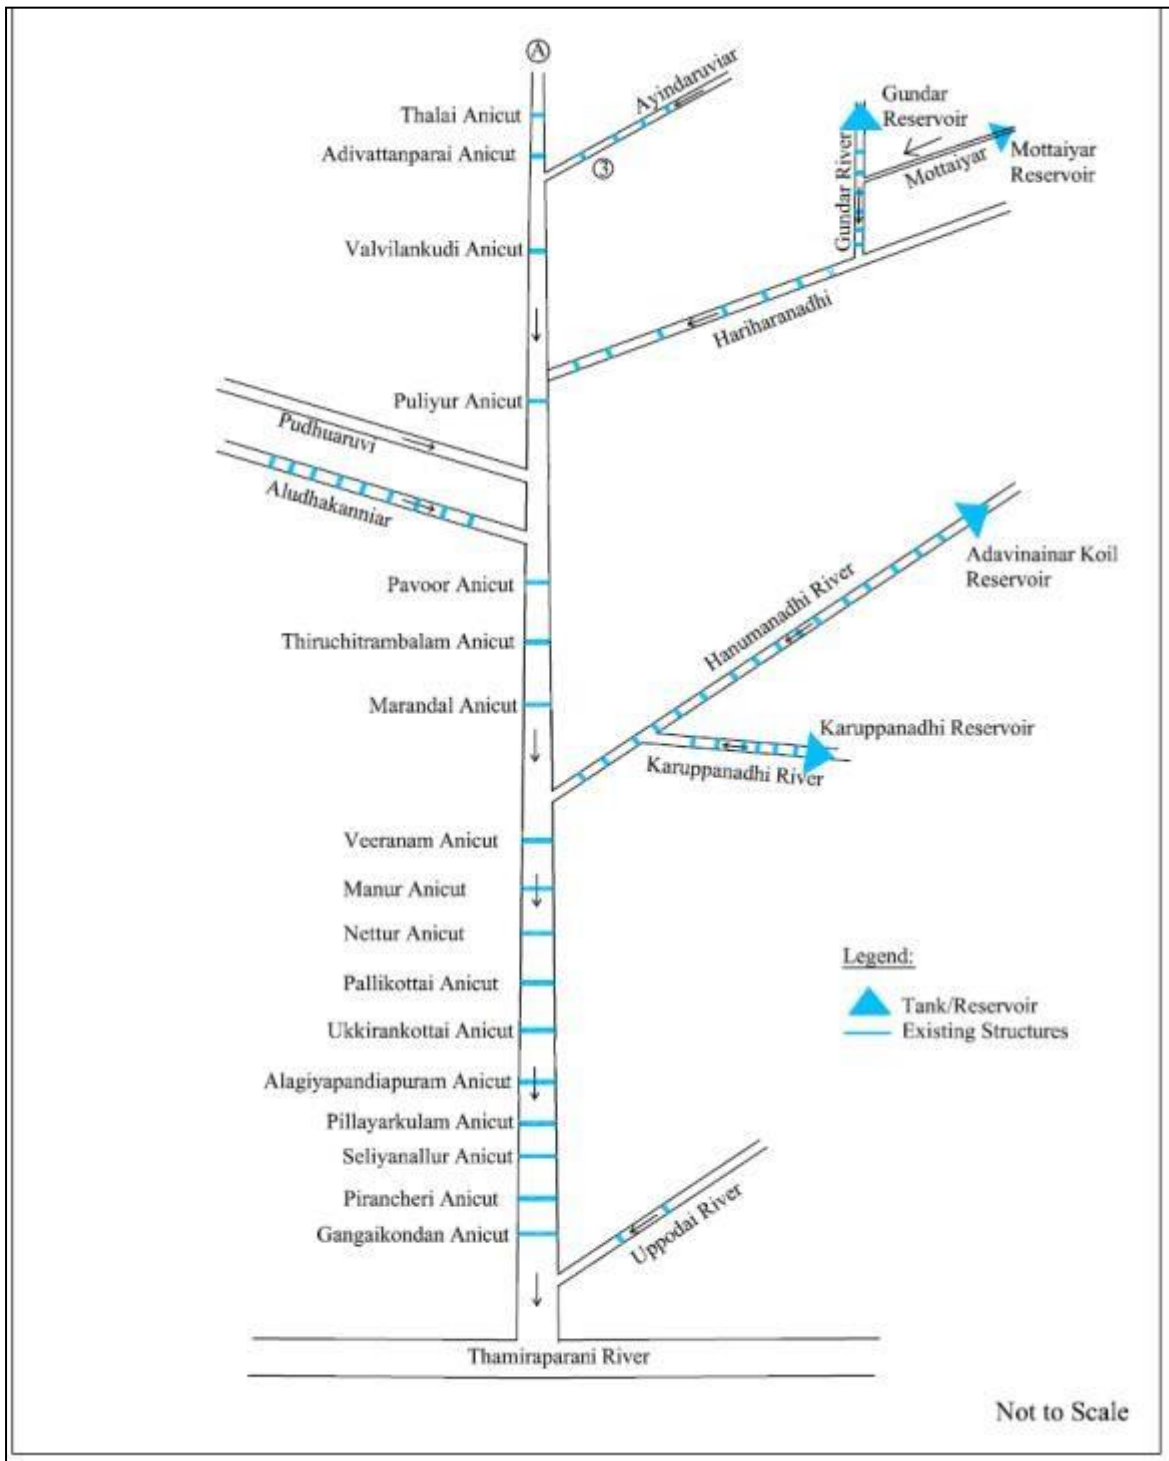 A
Ayindaruviar
Thalai Anicut
Adivattanparai Anicut
3
Gundar
Reservoir
Gundar River
Mottaiyar
Mottaiyar
Reservoir
Valvilankudi Anicut
Hariharanadhi
Puliyur Anicut
Pudhuaruvi
Aludhakanniar
Adavinainar Koil
Reservoir
Hanumanadhi River
Pavoor Anicut
Thiruchitrambalam Anicut
Marandal Anicut
Karuppanadhi Reservoir
Karuppanadhi River
Veeranam Anicut
Manur Anicut
Nettur Anicut
Pallikottai Anicut
Ukkirankottai Anicut
Alagiyapandiapuram Anicut
Pillayarkulam Anicut
Seliyanallur Anicut
Pirancheri Anicut
Gangaikondan Anicut
Legend:
Tank/Reservoir
Existing Structures
Uppodai River
Thamiraparani River
Not to Scale